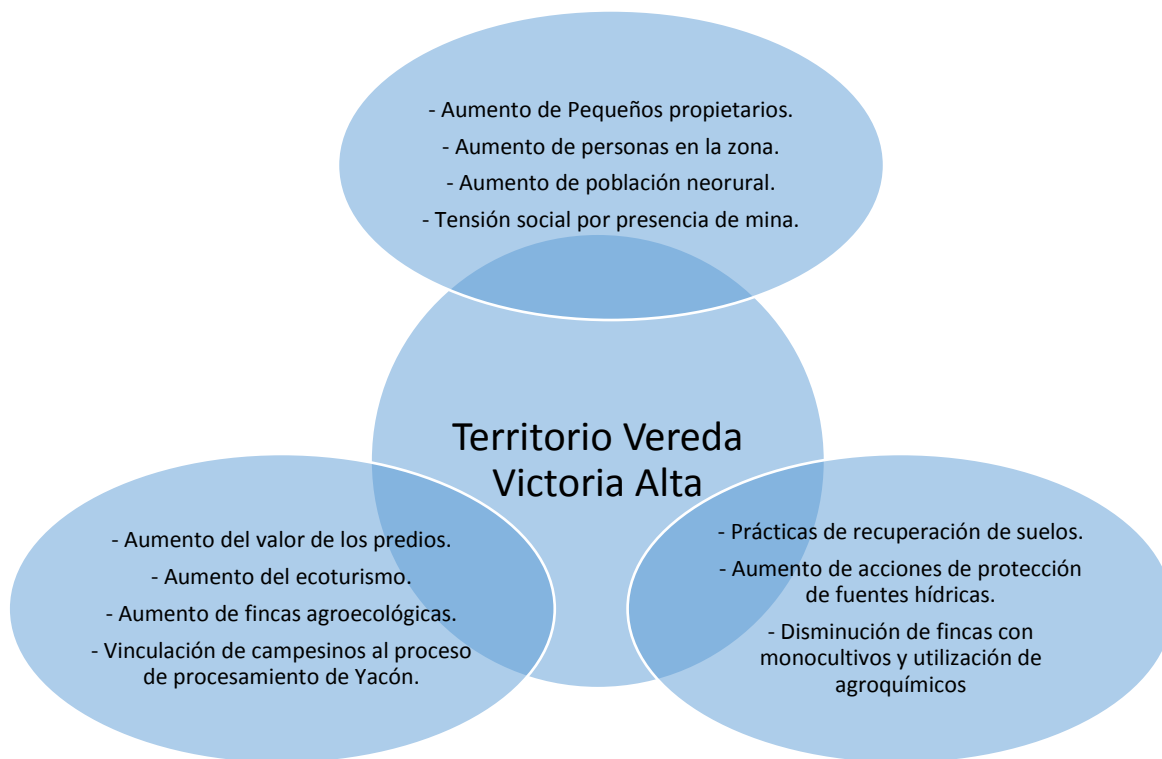 - Aumento de Pequeños propietarios.
- Aumento de personas en la zona.
- Aumento de población neorural.
- Tensión social por presencia de mina.
Territorio Vereda
Victoria Alta
- Aumento del valor de los predios.
- Aumento del ecoturismo.
- Aumento de fincas agroecológicas.
- Vinculación de campesinos al proceso
de procesamiento de Yacón.
- Prácticas de recuperación de suelos.
- Aumento de acciones de protección
de fuentes hídricas.
- Disminución de fincas con
monocultivos y utilización de
agroquímicos